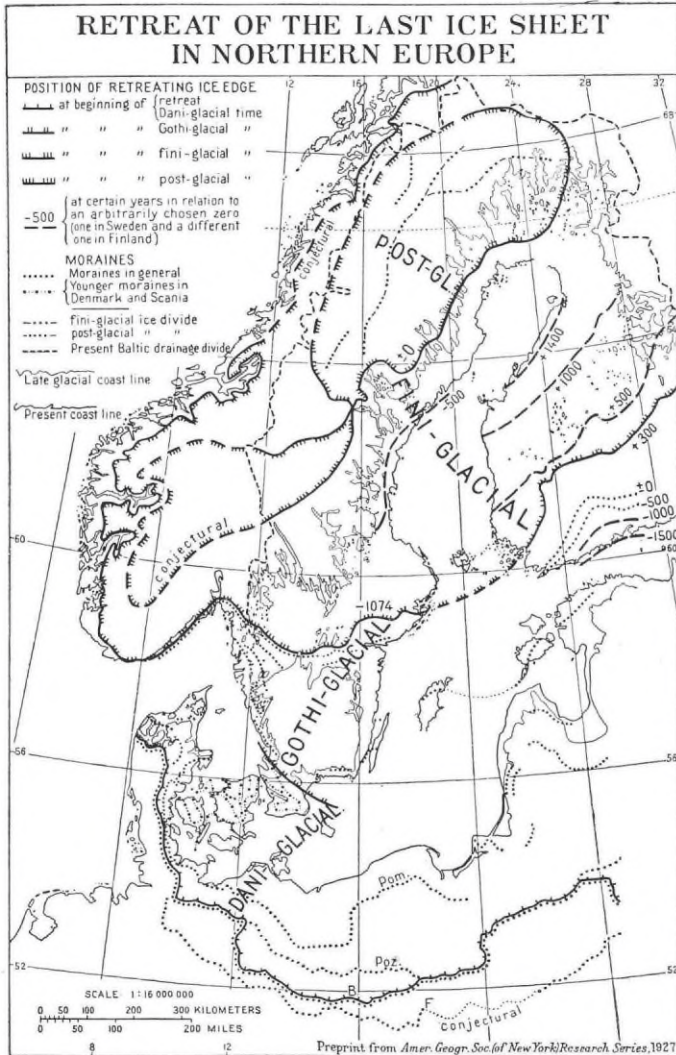 RETREAT OF THE LAST ICE SHEET
IN NORTHERN EUROPE
POSITION OF RETREATING ICE EDGE
at beginning of { retreat
Dani-glacial time
" " " Gothi-glacial "
" " " fini-glacial "
" " " post-glacial "
-500 { at certain years in relation to
an arbitrarily chosen zero
(one in Sweden and a different
one in Finland)
MORAINES
Moraines in general
{ Younger moraines in
Denmark and Scania
fini-glacial ice divide
post-glacial " "
Present Baltic drainage divide
Late glacial coast line
Present coast line
12 16 20 24 28 32
68
conjectural
POST-GL
±0
-500
FINI-GLACIAL
+1100
1000
+500
+300
±0
-500
-1000
-1500
60
60
conjectural
-1074
GOTHI-GLACIAL
56
56
DANI-GLACIAL
Pom.
Poz.
B
F
conjectural
52
52
SCALE 1:16 000 000
0 50 100 200 300 KILOMETERS
0 50 100 200 MILES
8 12 16
Preprint from Amer. Geogr. Soc. (of New York) Research Series, 1927